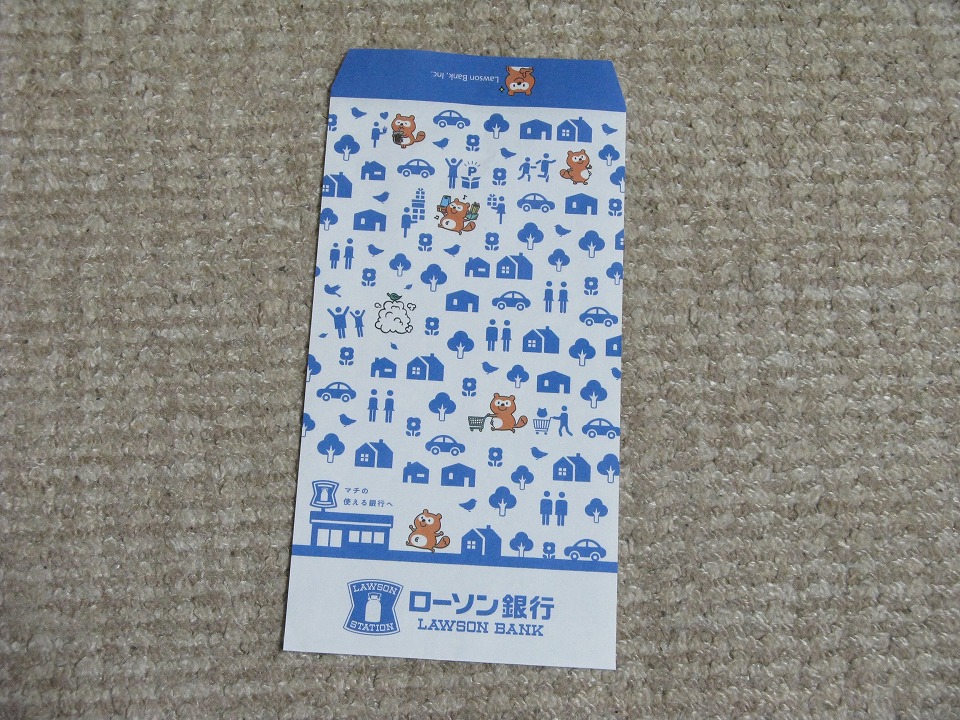 Lawson Bank, Inc.
P
マチの
使える銀行へ
LAWSON
STATION
ローソン銀行
LAWSON BANK